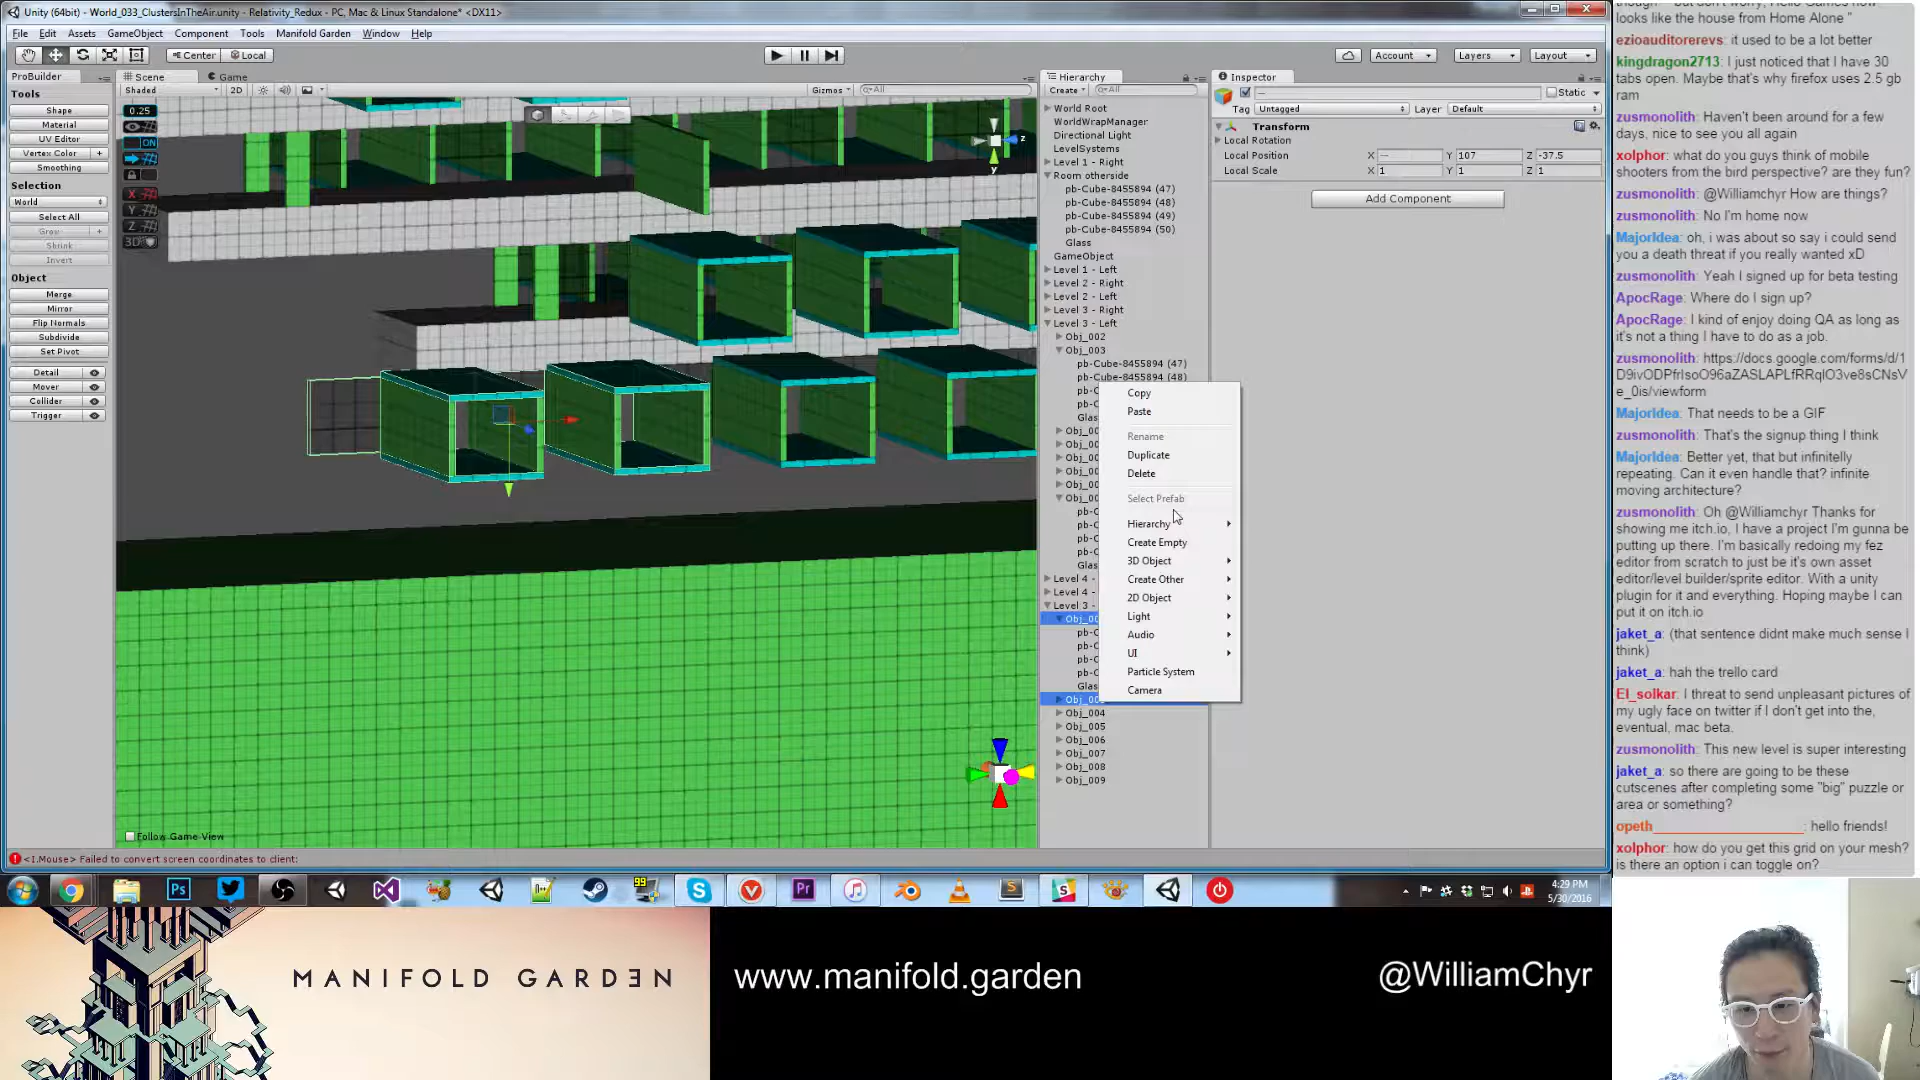 Unity (64bit) - World_033_ClustersInTheAir.unity - Relativity_Redux - PC, Mac & Linux Standalone* <DX11>
File Edit Assets GameObject Component Tools Manifold Garden Window Help
Center Local Account Layers Layout
ProBuilder
Tools
Shape
Material
UV Editor
Vertex Color +
Smoothing
Selection
World
Select All
Grow +
Shrink
Invert
Object
Merge
Mirror
Flip Normals
Subdivide
Set Pivot
Detail
Mover
Collider
Trigger
Scene Game
Shaded 2D Gizmos All
0.25
ON
X
Y
Z
3D
z
y
Follow Game View
Hierarchy
Create All
World Root
WorldWrapManager
Directional Light
LevelSystems
Level 1 - Right
Room otherside
pb-Cube-8455894 (47)
pb-Cube-8455894 (48)
pb-Cube-8455894 (49)
pb-Cube-8455894 (50)
Glass
GameObject
Level 1 - Left
Level 2 - Right
Level 2 - Left
Level 3 - Right
Level 3 - Left
Obj_002
Obj_003
pb-Cube-8455894 (47)
pb-Cube-8455894 (48)
Level 4 -
Level 4 -
Level 3 -
Obj_004
Obj_005
Obj_006
Obj_007
Obj_008
Obj_009
Copy
Paste
Rename
Duplicate
Delete
Select Prefab
Hierarchy
Create Empty
3D Object
Create Other
2D Object
Light
Audio
UI
Particle System
Camera
Inspector
— Static
Tag Untagged Layer Default
Transform
Local Rotation
Local Position X — Y 107 Z -37.5
Local Scale X 1 Y 1 Z 1
Add Component
<I.Mouse> Failed to convert screen coordinates to client:
looks like the house from Home Alone "
ezioauditorerevs: it used to be a lot better
kingdragon2713: I just noticed that I have 30
tabs open. Maybe that's why firefox uses 2.5 gb
ram
zusmonolith: Haven't been around for a few
days, nice to see you all again
xolphor: what do you guys think of mobile
shooters from the bird perspective? are they fun?
zusmonolith: @Williamchyr How are things?
zusmonolith: No I'm home now
MajorIdea: oh, i was about so say i could send
you a death threat if you really wanted xD
zusmonolith: Yeah I signed up for beta testing
ApocRage: Where do I sign up?
ApocRage: I kind of enjoy doing QA as long as
it's not a thing I have to do as a job.
zusmonolith: https://docs.google.com/forms/d/1
D9ivODPfrIsoO96aZASLAPLfRRqlO3ve8sCNsV
e_0is/viewform
MajorIdea: That needs to be a GIF
zusmonolith: That's the signup thing I think
MajorIdea: Better yet, that but infinitelly
repeating. Can it even handle that? infinite
moving architecture?
zusmonolith: Oh @Williamchyr Thanks for
showing me itch.io, I have a project I'm gunna be
putting up there. I'm basically redoing my fez
editor from scratch to just be it's own asset
editor/level builder/sprite editor. With a unity
plugin for it and everything. Hoping maybe I can
put it on itch.io
jaket_a: (that sentence didnt make much sense I
think)
jaket_a: hah the trello card
El_solkar: I threat to send unpleasant pictures of
my ugly face on twitter if I don't get into the,
eventual, mac beta.
zusmonolith: This new level is super interesting
jaket_a: so there are going to be these
cutscenes after completing some "big" puzzle or
area or something?
opeth____________________: hello friends!
xolphor: how do you get this grid on your mesh?
is there an option i can toggle on?
Ps 99 Pr
4:29 PM
5/30/2016
MANIFOLD GARDEN
www.manifold.garden
@WilliamChyr